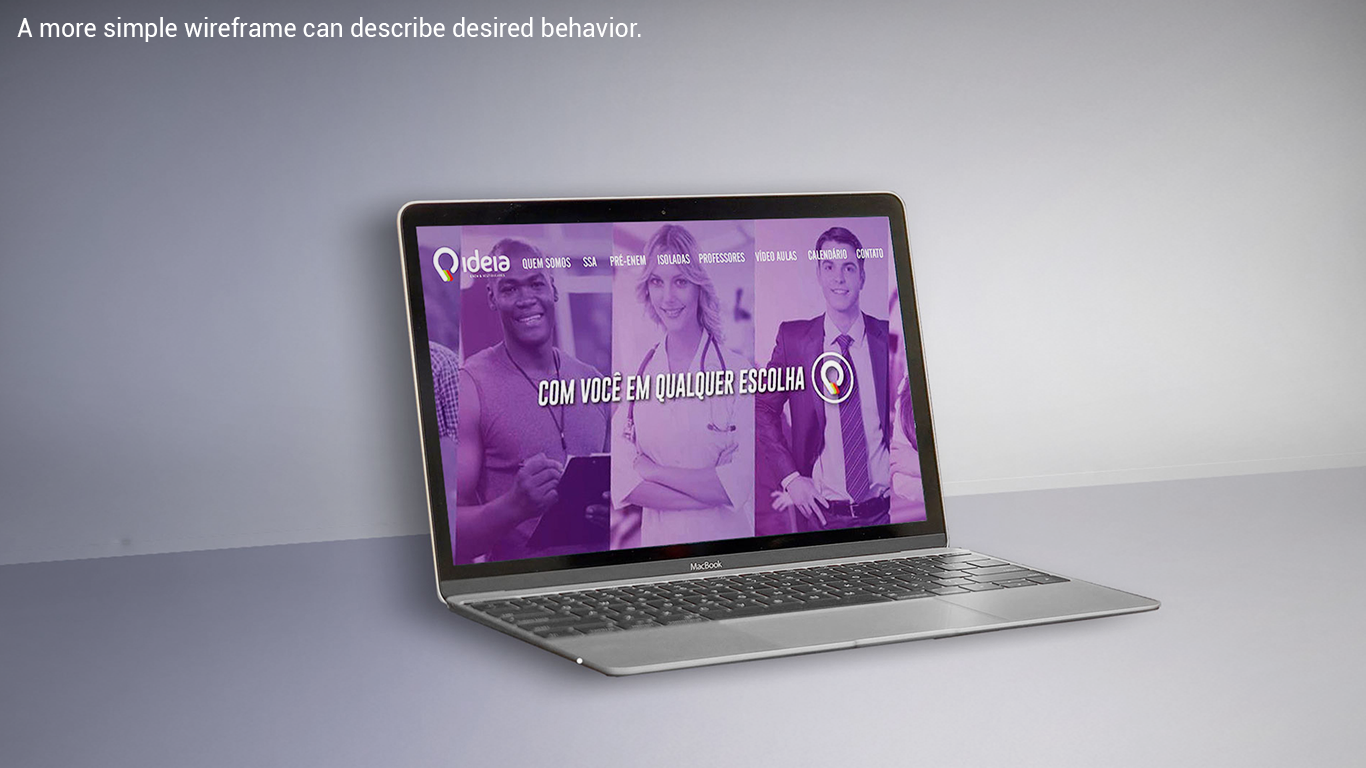 A more simple wireframe can describe desired behavior.
ideia
QUEM SOMOS SSA PRÉ-ENEM ISOLADAS PROFESSORES VÍDEO AULAS CALENDÁRIO CONTATO
COM VOCÊ EM QUALQUER ESCOLHA
MacBook